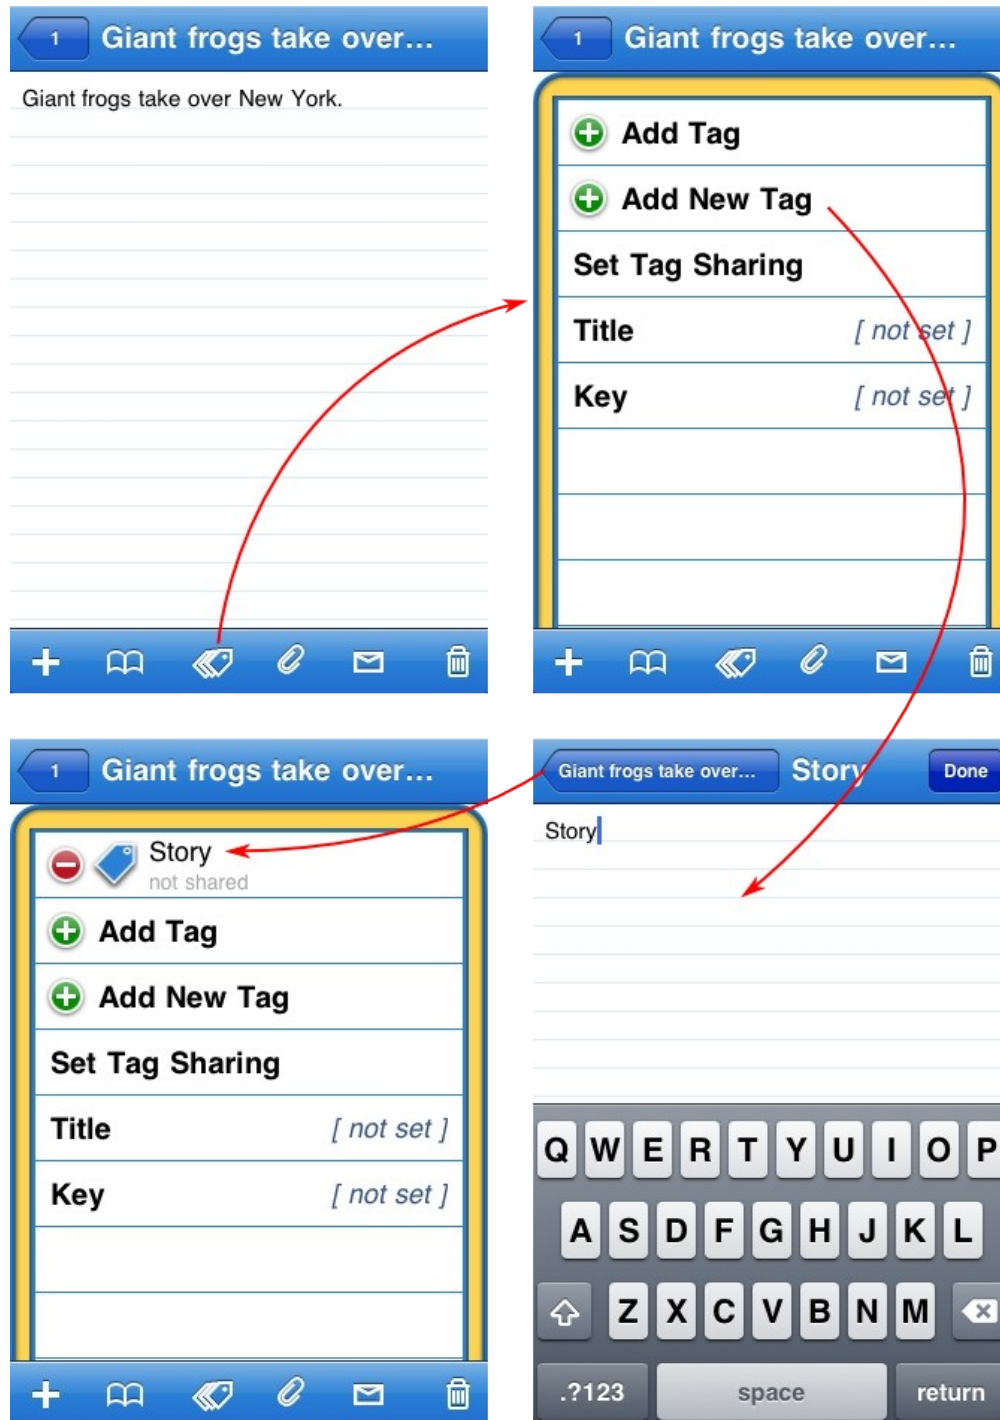 1 Giant frogs take over...
Giant frogs take over New York.
1 Giant frogs take over...
Add Tag
Add New Tag
Set Tag Sharing
Title [ not set ]
Key [ not set ]
1 Giant frogs take over...
Story
not shared
Add Tag
Add New Tag
Set Tag Sharing
Title [ not set ]
Key [ not set ]
Giant frogs take over... Story Done
Story
Q W E R T Y U I O P
A S D F G H J K L
Z X C V B N M
.?123 space return